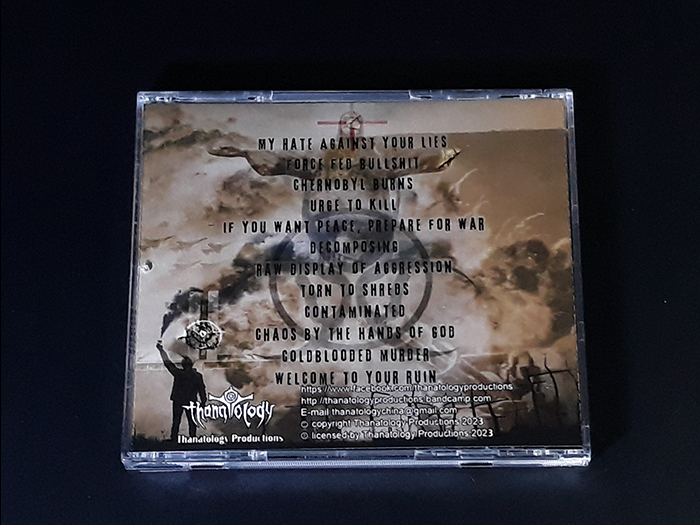 MY HATE AGAINST YOUR LIES
FORCE FED BULLSHIT
CHERNOBYL BURNS
URGE TO KILL
IF YOU WANT PEACE, PREPARE FOR WAR
DECOMPOSING
RAW DISPLAY OF AGGRESSION
TORN TO SHREDS
CONTAMINATED
CHAOS BY THE HANDS OF GOD
COLDBLOODED MURDER
WELCOME TO YOUR RUIN
https://www.facebook.com/thanatologyproductions
http://thanatologyproductions.bandcamp.com
E-mail thanatologychina@gmail.com
© copyright Thanatology Productions 2023
℗ licensed by Thanatology Productions 2023
thanatology
Thanatology Productions